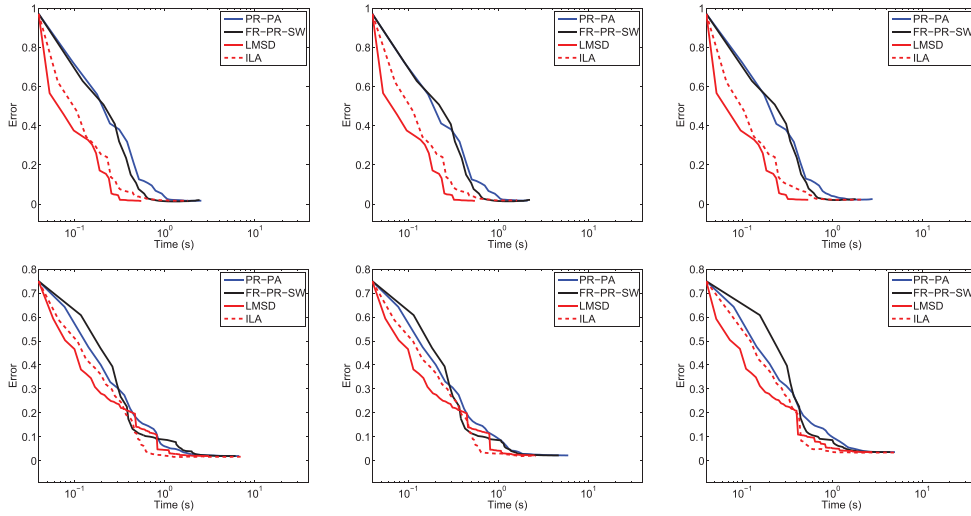 PR−PA
FR−PR−SW
LMSD
ILA
1
0.8
0.6
0.4
0.2
0
Error
10⁻¹ 10⁰ 10¹
Time (s)
PR−PA
FR−PR−SW
LMSD
ILA
1
0.8
0.6
0.4
0.2
0
Error
10⁻¹ 10⁰ 10¹
Time (s)
PR−PA
FR−PR−SW
LMSD
ILA
1
0.8
0.6
0.4
0.2
0
Error
10⁻¹ 10⁰ 10¹
Time (s)
PR−PA
FR−PR−SW
LMSD
ILA
0.8
0.7
0.6
0.5
0.4
0.3
0.2
0.1
0
Error
10⁻¹ 10⁰ 10¹
Time (s)
PR−PA
FR−PR−SW
LMSD
ILA
0.8
0.7
0.6
0.5
0.4
0.3
0.2
0.1
0
Error
10⁻¹ 10⁰ 10¹
Time (s)
PR−PA
FR−PR−SW
LMSD
ILA
0.8
0.7
0.6
0.5
0.4
0.3
0.2
0.1
0
Error
10⁻¹ 10⁰ 10¹
Time (s)